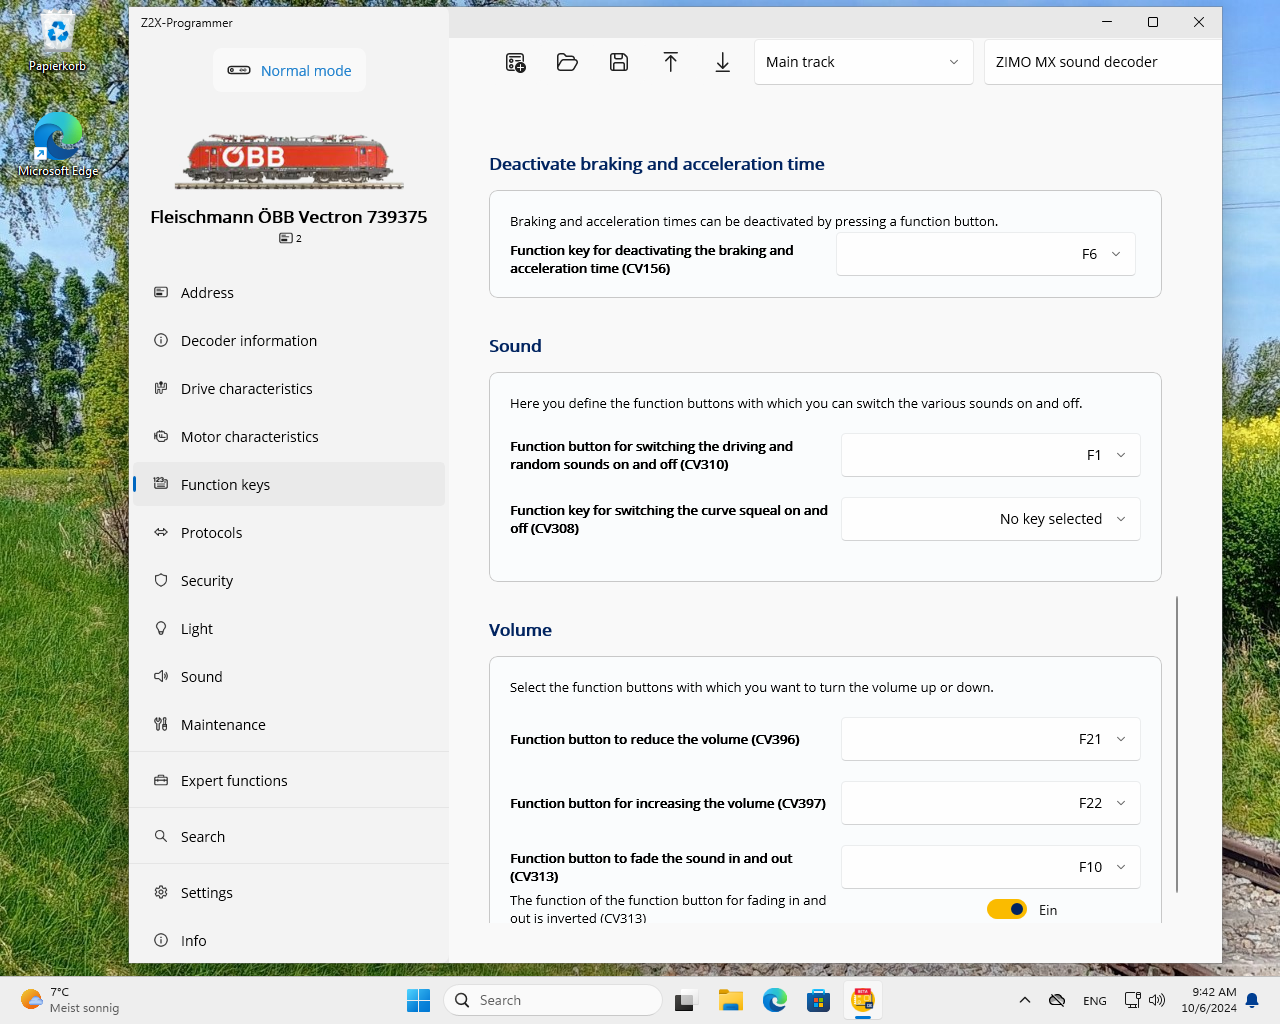 Papierkorb
Microsoft Edge
Z2X-Programmer
Normal mode
ÖBB
Fleischmann ÖBB Vectron 739375
2
Address
Decoder information
Drive characteristics
Motor characteristics
Function keys
Protocols
Security
Light
Sound
Maintenance
Expert functions
Search
Settings
Info
Main track
ZIMO MX sound decoder
Deactivate braking and acceleration time
Braking and acceleration times can be deactivated by pressing a function button.
Function key for deactivating the braking and
acceleration time (CV156)
F6
Sound
Here you define the function buttons with which you can switch the various sounds on and off.
Function button for switching the driving and
random sounds on and off (CV310)
F1
Function key for switching the curve squeal on and
off (CV308)
No key selected
Volume
Select the function buttons with which you want to turn the volume up or down.
Function button to reduce the volume (CV396)
F21
Function button for increasing the volume (CV397)
F22
Function button to fade the sound in and out
(CV313)
F10
The function of the function button for fading in and
out is inverted (CV313)
Ein
7°C
Meist sonnig
Search
ENG
9:42 AM
10/6/2024